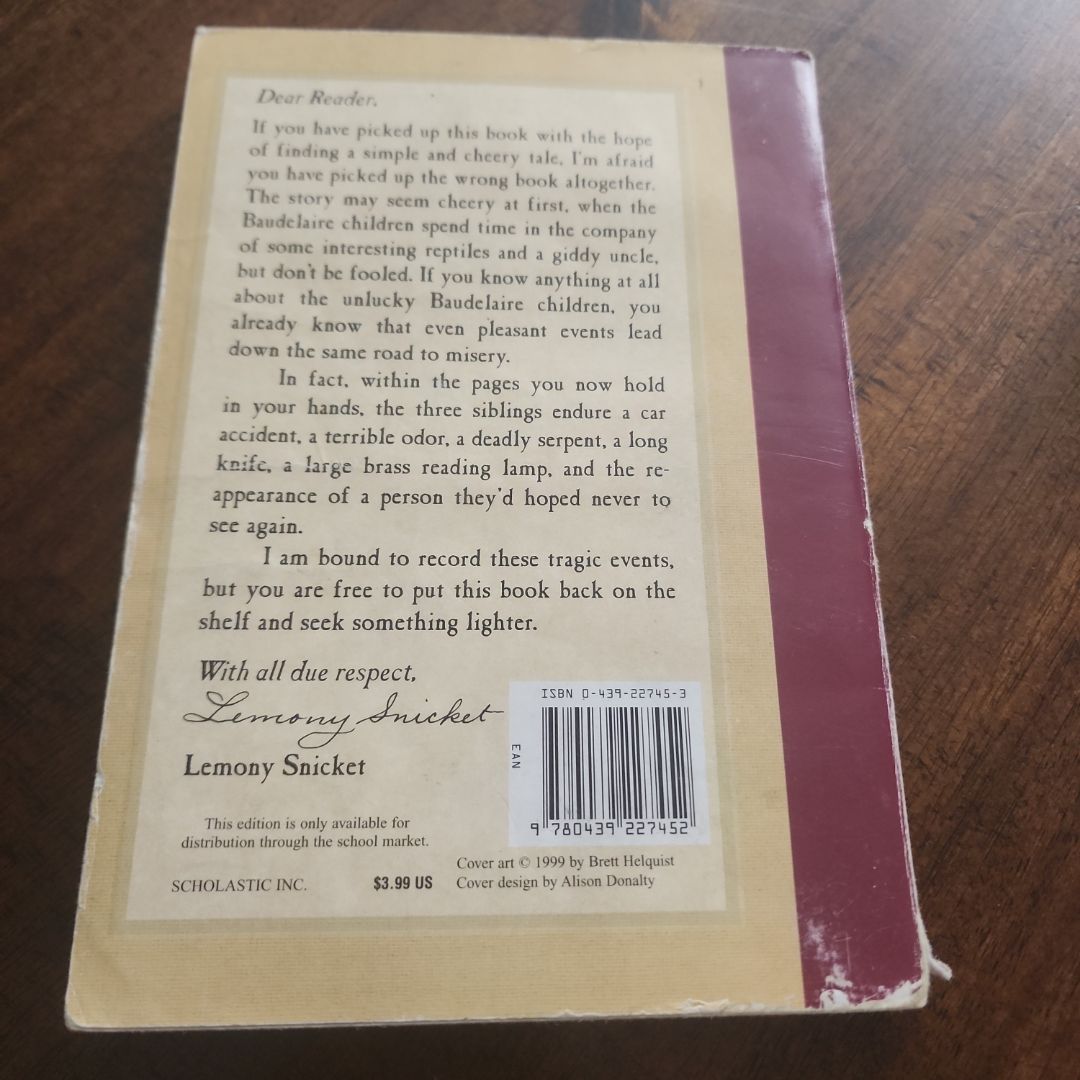 Dear Reader,
If you have picked up this book with the hope
of finding a simple and cheery tale, I'm afraid
you have picked up the wrong book altogether.
The story may seem cheery at first, when the
Baudelaire children spend time in the company
of some interesting reptiles and a giddy uncle,
but don't be fooled. If you know anything at all
about the unlucky Baudelaire children, you
already know that even pleasant events lead
down the same road to misery.
In fact, within the pages you now hold
in your hands, the three siblings endure a car
accident, a terrible odor, a deadly serpent, a long
knife, a large brass reading lamp, and the re-
appearance of a person they'd hoped never to
see again.
I am bound to record these tragic events,
but you are free to put this book back on the
shelf and seek something lighter.
With all due respect,
Lemony Snicket
Lemony Snicket
ISBN 0-439-22745-3
EAN
9 780439 227452
This edition is only available for
distribution through the school market.
Cover art © 1999 by Brett Helquist
Cover design by Alison Donalty
SCHOLASTIC INC.
$3.99 US